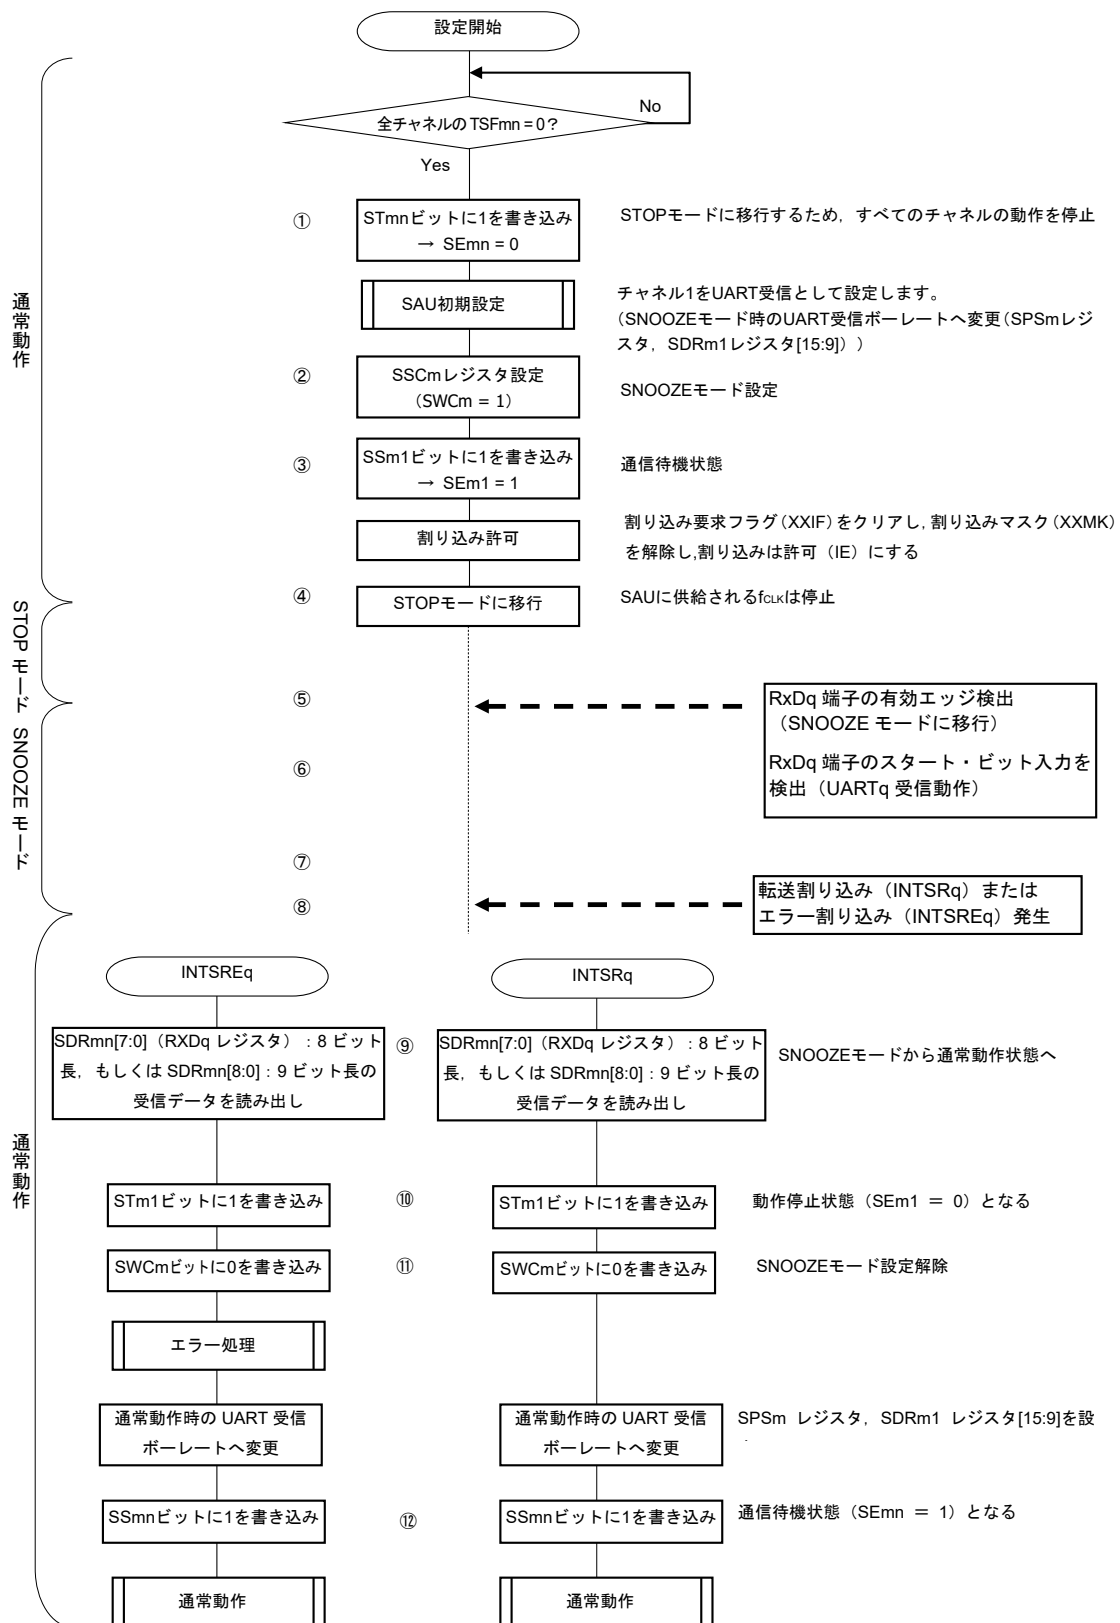 設定開始
No
全チャネルの TSFmn = 0？
Yes
①
STmnビットに1を書き込み
→ SEmn = 0
STOPモードに移行するため，すべてのチャネルの動作を停止
SAU初期設定
チャネル1をUART受信として設定します。
（SNOOZEモード時のUART受信ボーレートへ変更（SPSmレジ
スタ，SDRm1レジスタ[15:9]））
通常動作
②
SSCmレジスタ設定
（SWCm = 1）
SNOOZEモード設定
③
SSm1ビットに1を書き込み
→ SEm1 = 1
通信待機状態
割り込み許可
割り込み要求フラグ（XXIF）をクリアし，割り込みマスク（XXMK）
を解除し,割り込みは許可（IE）にする
④
STOPモードに移行
SAUに供給されるfCLKは停止
STOP モード
⑤
RxDq 端子の有効エッジ検出
（SNOOZE モードに移行）
SNOOZE モード
⑥
RxDq 端子のスタート・ビット入力を
検出（UARTq 受信動作）
⑦
⑧
転送割り込み（INTSRq）または
エラー割り込み（INTSREq）発生
INTSREq
INTSRq
SDRmn[7:0]（RXDq レジスタ）：8 ビット
長，もしくは SDRmn[8:0]：9 ビット長の
受信データを読み出し
⑨
SDRmn[7:0]（RXDq レジスタ）：8 ビット
長，もしくは SDRmn[8:0]：9 ビット長の
受信データを読み出し
SNOOZEモードから通常動作状態へ
通常動作
STm1ビットに1を書き込み
⑩
STm1ビットに1を書き込み
動作停止状態（SEm1 ＝ 0）となる
SWCmビットに0を書き込み
⑪
SWCmビットに0を書き込み
SNOOZEモード設定解除
エラー処理
通常動作時の UART 受信
ボーレートへ変更
通常動作時の UART 受信
ボーレートへ変更
SPSm レジスタ，SDRm1 レジスタ[15:9]を設
SSmnビットに1を書き込み
⑫
SSmnビットに1を書き込み
通信待機状態（SEmn ＝ 1）となる
通常動作
通常動作